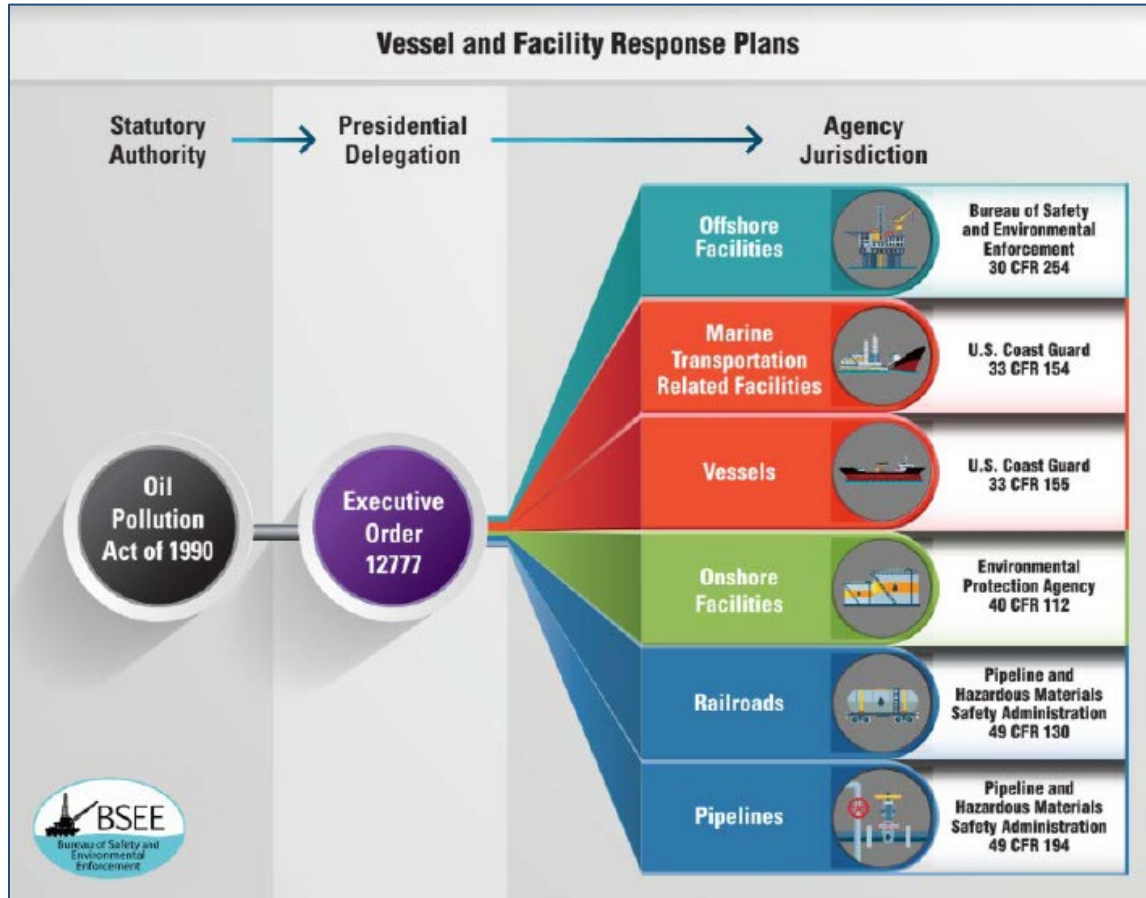 Vessel and Facility Response Plans
Statutory
Authority
Presidential
Delegation
Agency
Jurisdiction
Oil
Pollution
Act of 1990
Executive
Order
12777
Offshore
Facilities
Bureau of Safety
and Environmental
Enforcement
30 CFR 254
Marine
Transportation
Related Facilities
U.S. Coast Guard
33 CFR 154
Vessels
U.S. Coast Guard
33 CFR 155
Onshore
Facilities
Environmental
Protection Agency
40 CFR 112
Railroads
Pipeline and
Hazardous Materials
Safety Administration
49 CFR 130
Pipelines
Pipeline and
Hazardous Materials
Safety Administration
49 CFR 194
BSEE
Bureau of Safety and
Environmental
Enforcement